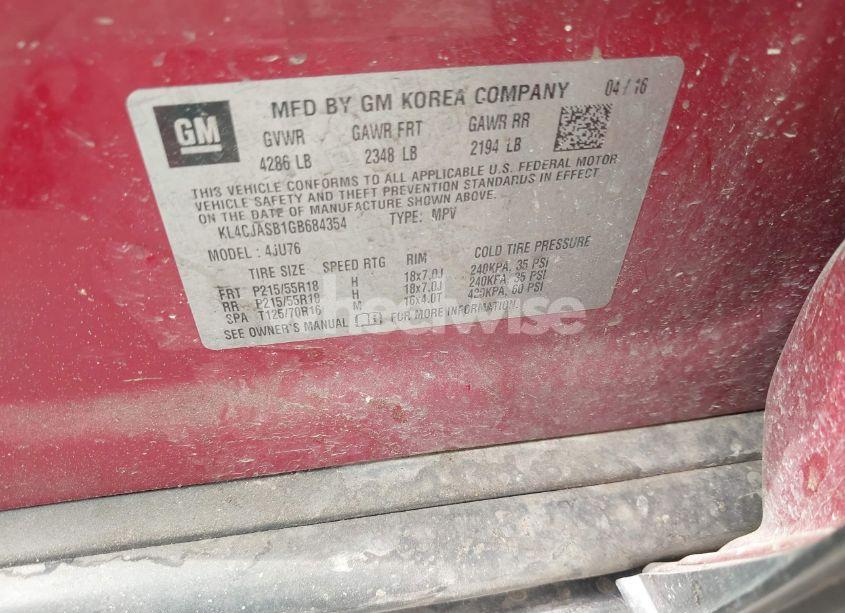 GM
MFD BY GM KOREA COMPANY 04/16
GVWR GAWR FRT GAWR RR
4286 LB 2348 LB 2194 LB
THIS VEHICLE CONFORMS TO ALL APPLICABLE U.S. FEDERAL MOTOR
VEHICLE SAFETY AND THEFT PREVENTION STANDARDS IN EFFECT
ON THE DATE OF MANUFACTURE SHOWN ABOVE.
KL4CJASB1GB684354 TYPE: MPV
MODEL: 4JU76
TIRE SIZE SPEED RTG RIM COLD TIRE PRESSURE
FRT P215/55R18 H 18x7.0J 240KPA, 35 PSI
RR P215/55R18 H 18x7.0J 240KPA, 35 PSI
SPA T125/70R16 M 16x4.0T 420KPA, 60 PSI
SEE OWNER'S MANUAL FOR MORE INFORMATION.
heatwise